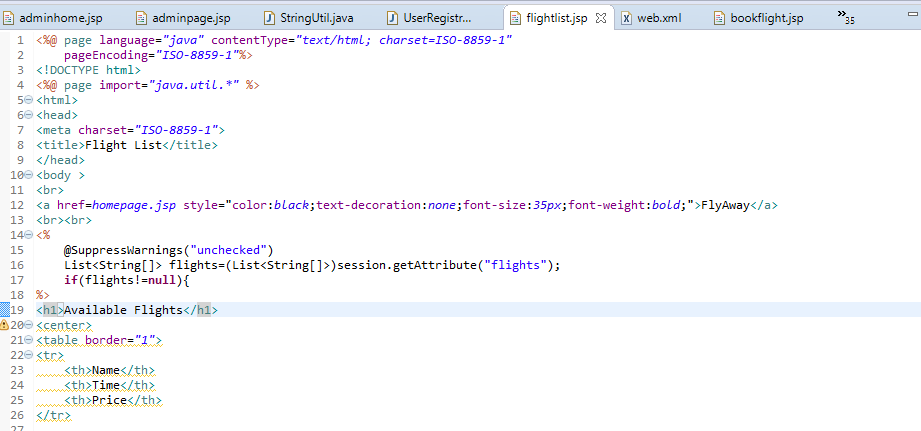 adminhome.jsp adminpage.jsp StringUtil.java UserRegistr... flightlist.jsp web.xml bookflight.jsp »35
1 <%@ page language="java" contentType="text/html; charset=ISO-8859-1"
2 pageEncoding="ISO-8859-1"%>
3 <!DOCTYPE html>
4 <%@ page import="java.util.*" %>
5 <html>
6 <head>
7 <meta charset="ISO-8859-1">
8 <title>Flight List</title>
9 </head>
10 <body >
11 <br>
12 <a href=homepage.jsp style="color:black;text-decoration:none;font-size:35px;font-weight:bold;">FlyAway</a>
13 <br><br>
14 <%
15 @SuppressWarnings("unchecked")
16 List<String[]> flights=(List<String[]>)session.getAttribute("flights");
17 if(flights!=null){
18 %>
19 <h1>Available Flights</h1>
20 <center>
21 <table border="1">
22 <tr>
23 <th>Name</th>
24 <th>Time</th>
25 <th>Price</th>
26 </tr>
27